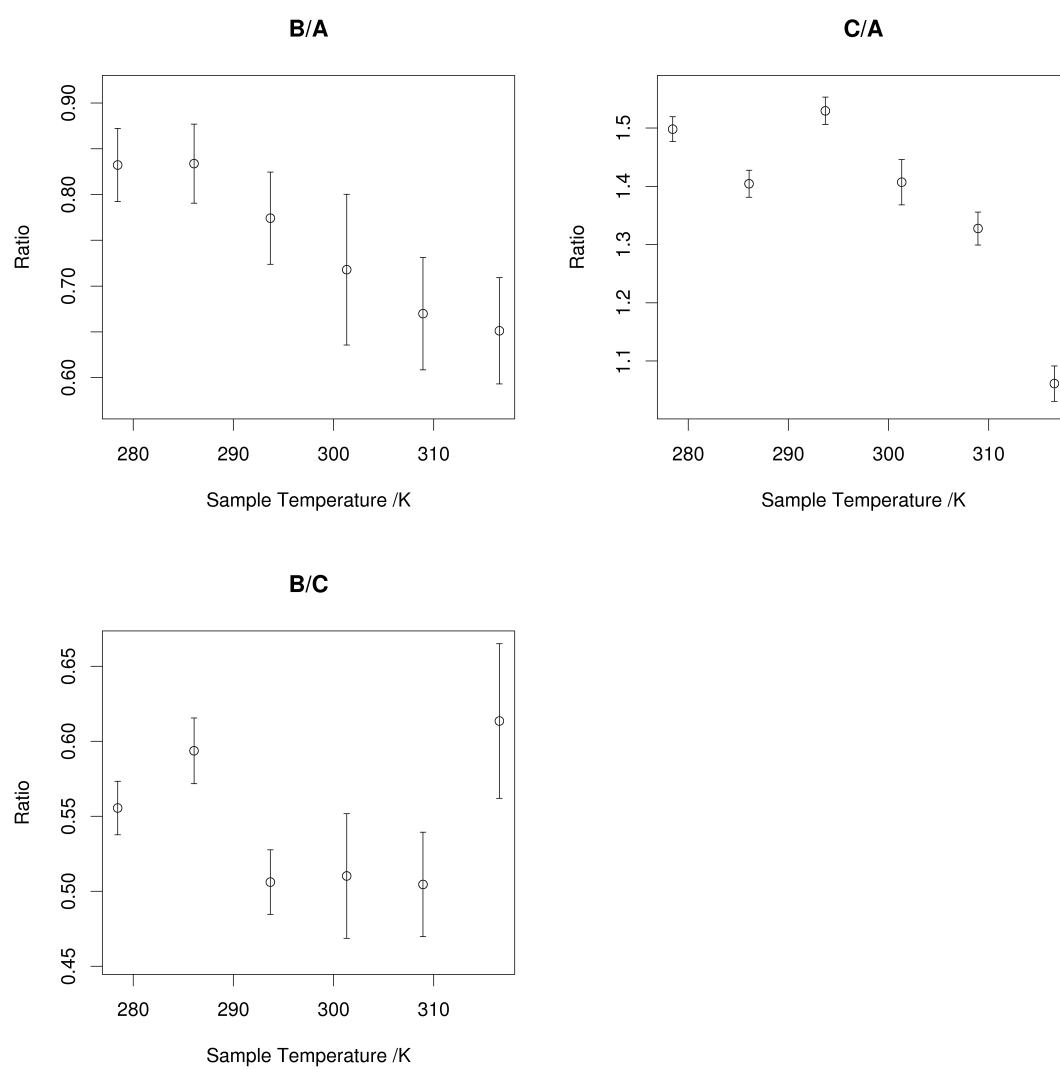 B/A
0.90
0.80
0.70
0.60
Ratio
280 290 300 310
Sample Temperature /K
C/A
1.5
1.4
1.3
1.2
1.1
Ratio
280 290 300 310
Sample Temperature /K
B/C
0.65
0.60
0.55
0.50
0.45
Ratio
280 290 300 310
Sample Temperature /K